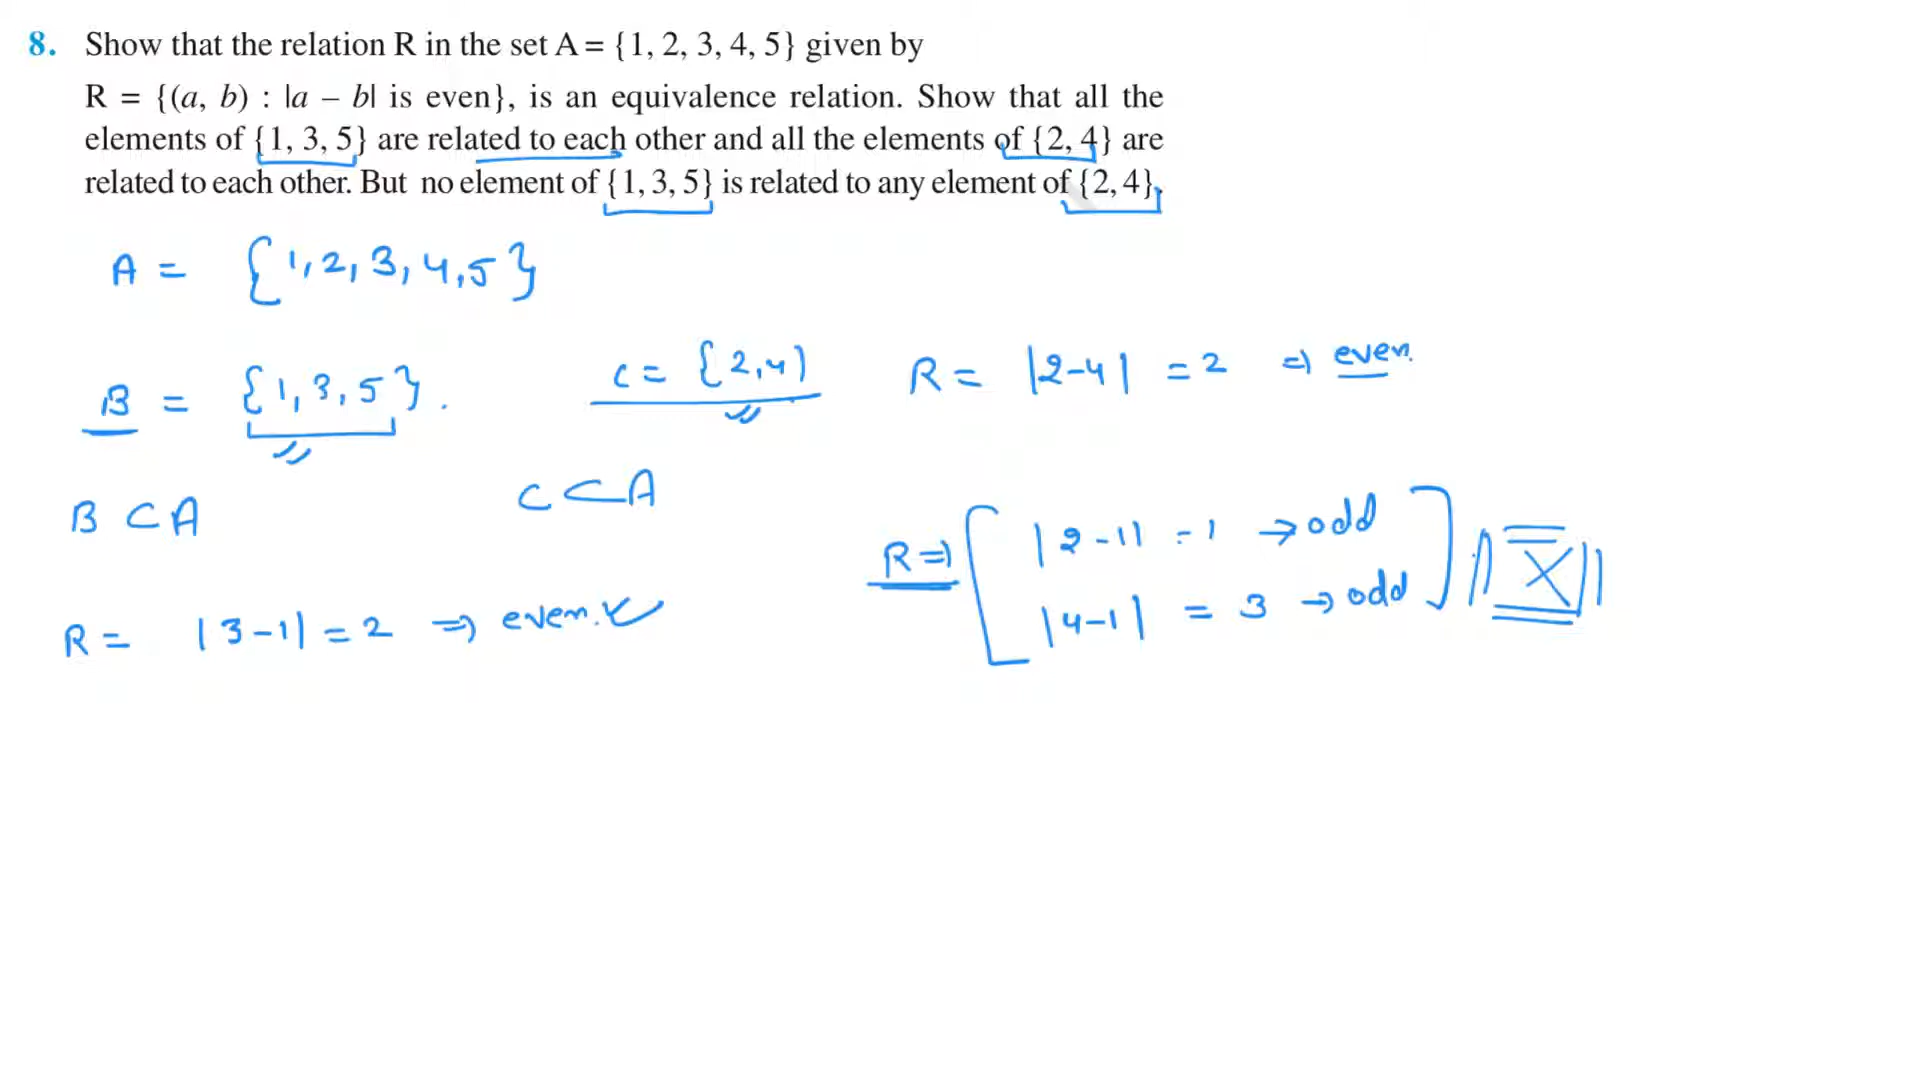 8. Show that the relation R in the set A = {1, 2, 3, 4, 5} given by
R = {(a, b) : |a – b| is even}, is an equivalence relation. Show that all the
elements of {1, 3, 5} are related to each other and all the elements of {2, 4} are
related to each other. But no element of {1, 3, 5} is related to any element of {2, 4}.
A = {1, 2, 3, 4, 5}
B = {1, 3, 5}.
C = {2, 4)
R = |2-4| = 2 ⇒ even.
B ⊂ A
C ⊂ A
R ⇒ [ |2-1| = 1 → odd
|4-1| = 3 → odd ] X
R = |3-1| = 2 ⇒ even. ✓